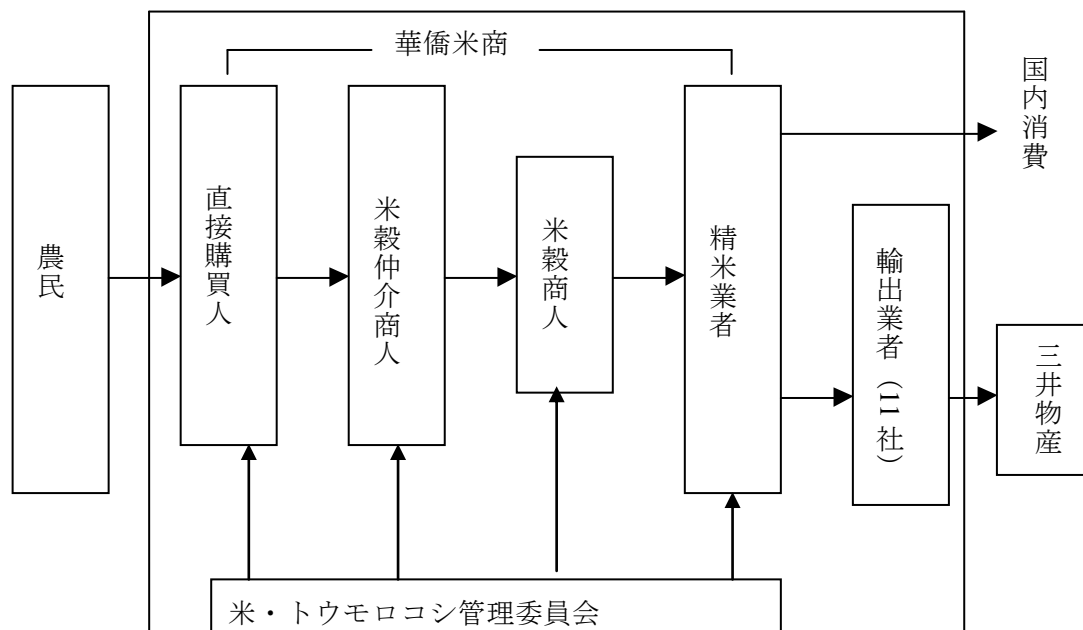 華僑米商
農民
直接購買人
米穀仲介商人
米穀商人
精米業者
輸出業者（11社）
国内消費
三井物産
米・トウモロコシ管理委員会